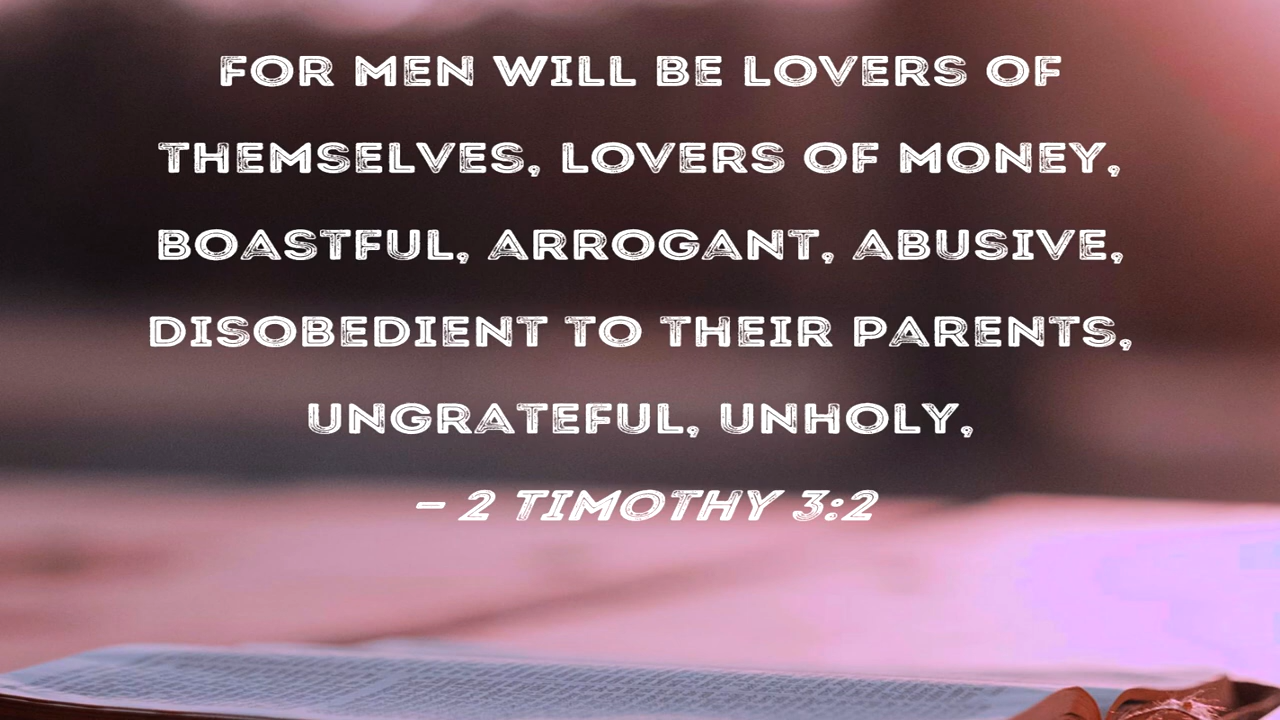 FOR MEN WILL BE LOVERS OF
THEMSELVES, LOVERS OF MONEY,
BOASTFUL, ARROGANT, ABUSIVE,
DISOBEDIENT TO THEIR PARENTS,
UNGRATEFUL, UNHOLY,
– 2 TIMOTHY 3:2